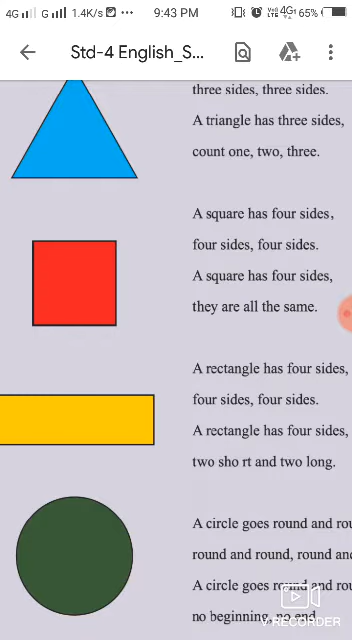 4G G 1.4K/s 9:43 PM 4G 65%
Std-4 English_S...
three sides, three sides.
A triangle has three sides,
count one, two, three.
A square has four sides,
four sides, four sides.
A square has four sides,
they are all the same.
A rectangle has four sides,
four sides, four sides.
A rectangle has four sides,
two sho rt and two long.
A circle goes round and rou
round and round, round and
A circle goes round and rou
no beginning, no end
V RECORDER